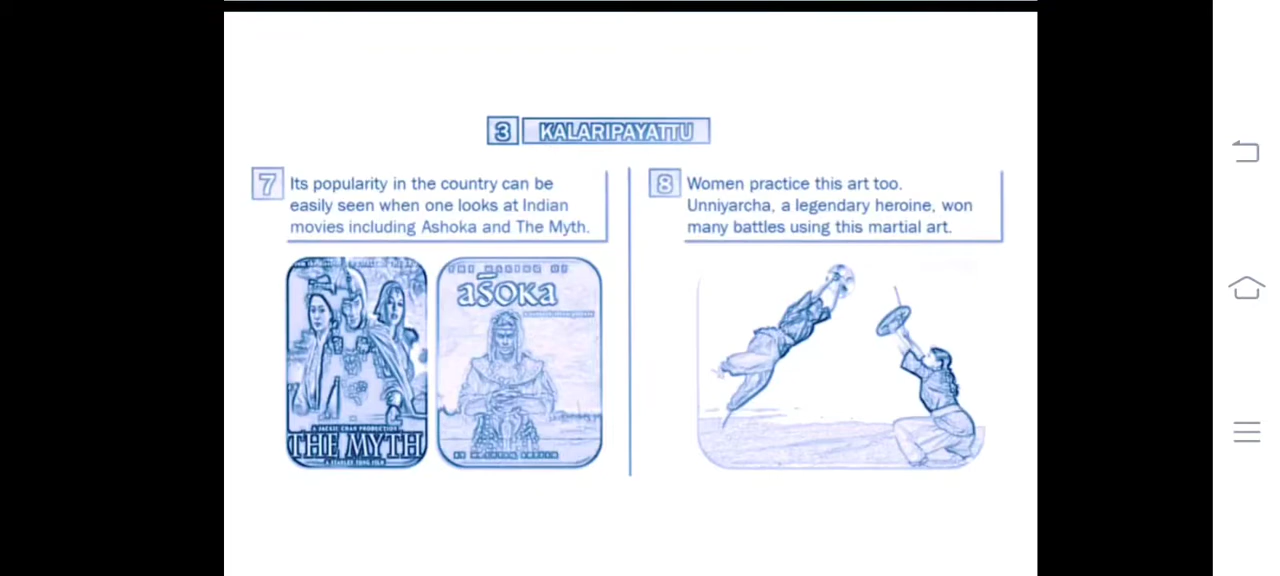 3 KALARIPAYATTU
7 Its popularity in the country can be
easily seen when one looks at Indian
movies including Ashoka and The Myth.
8 Women practice this art too.
Unniyarcha, a legendary heroine, won
many battles using this martial art.
A JACKIE CHAN PRODUCTION
THE MYTH
A STANLEY TONG FILM
THE MAKING OF
aśoka